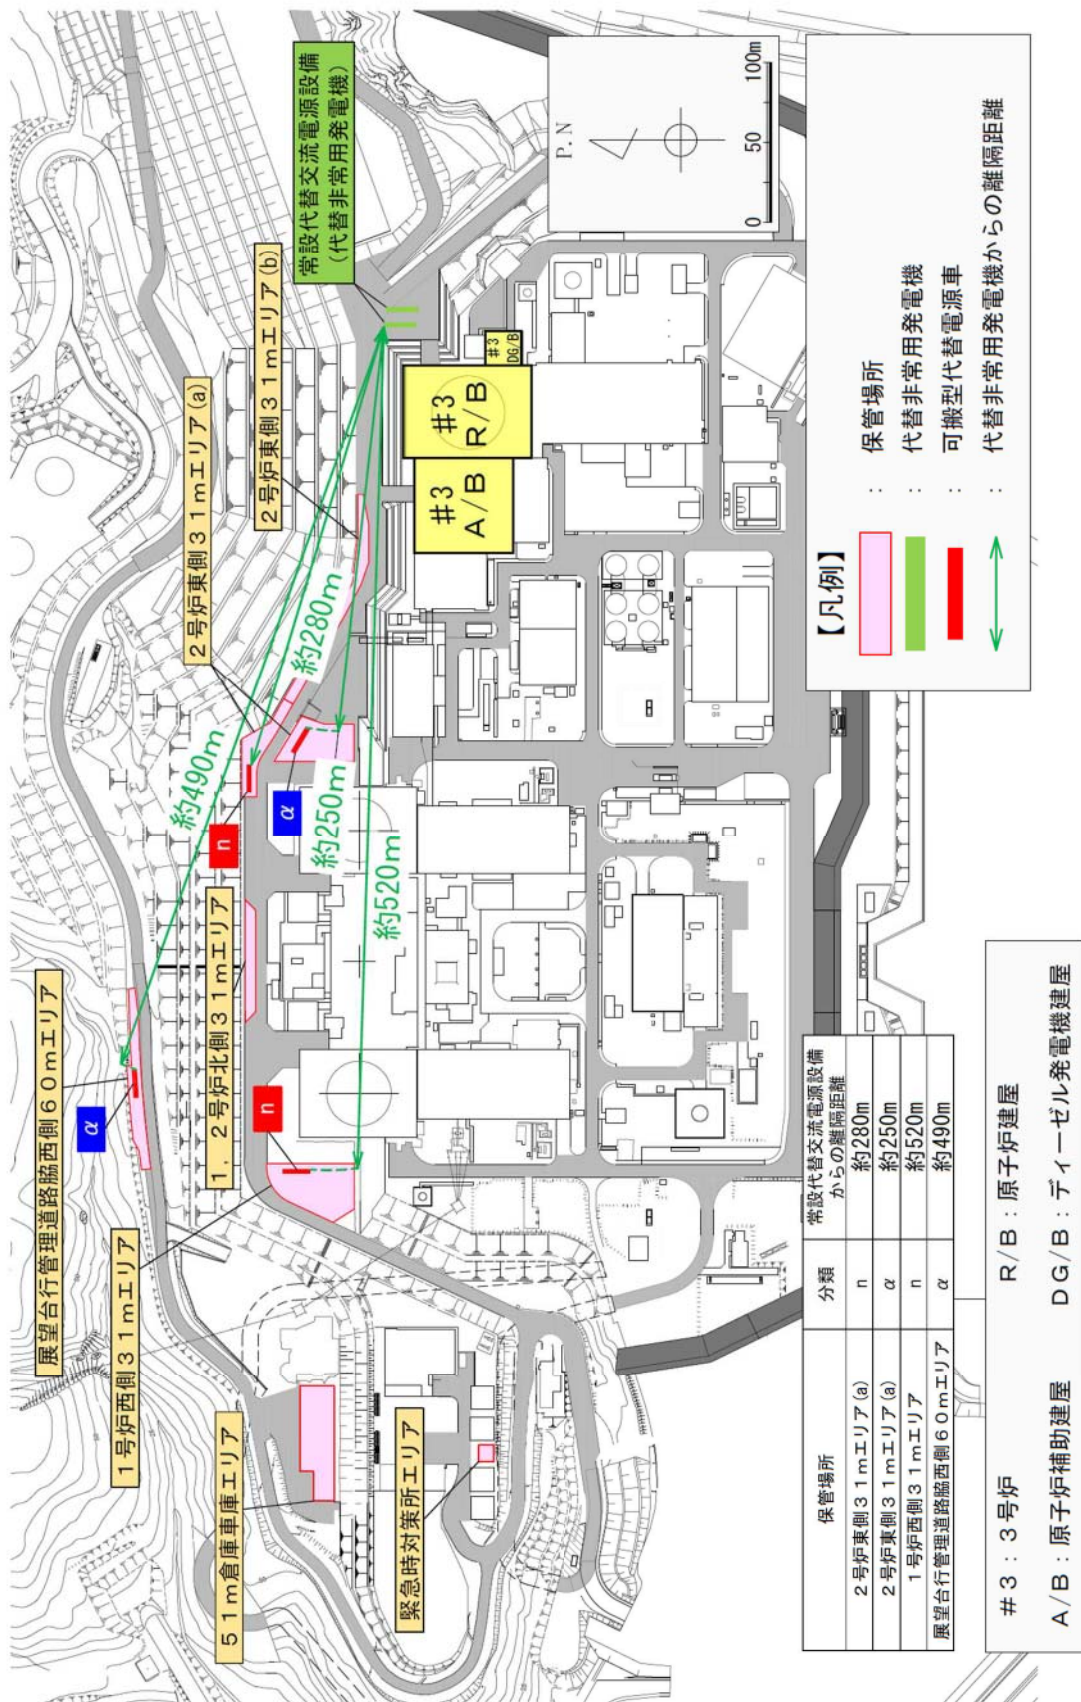 常設代替交流電源設備
(代替非常用発電機)
2号炉東側31mエリア(b)
2号炉東側31mエリア(a)
1,2号炉北側31mエリア
展望台行管理道路脇西側60mエリア
1号炉西側31mエリア
51m倉庫車庫エリア
緊急時対策所エリア
約490m
約280m
約250m
約520m
n
α
α
n
#3
R/B
#3
A/B
#3
DG/B
P.N
0 50 100m
【凡例】
: 保管場所
: 代替非常用発電機
: 可搬型代替電源車
: 代替非常用発電機からの離隔距離
保管場所 分類 常設代替交流電源設備
からの離隔距離
2号炉東側31mエリア(a) n 約280m
2号炉東側31mエリア(a) α 約250m
1号炉西側31mエリア n 約520m
展望台行管理道路脇西側60mエリア α 約490m
#3:3号炉 R/B:原子炉建屋
A/B:原子炉補助建屋 DG/B:ディーゼル発電機建屋